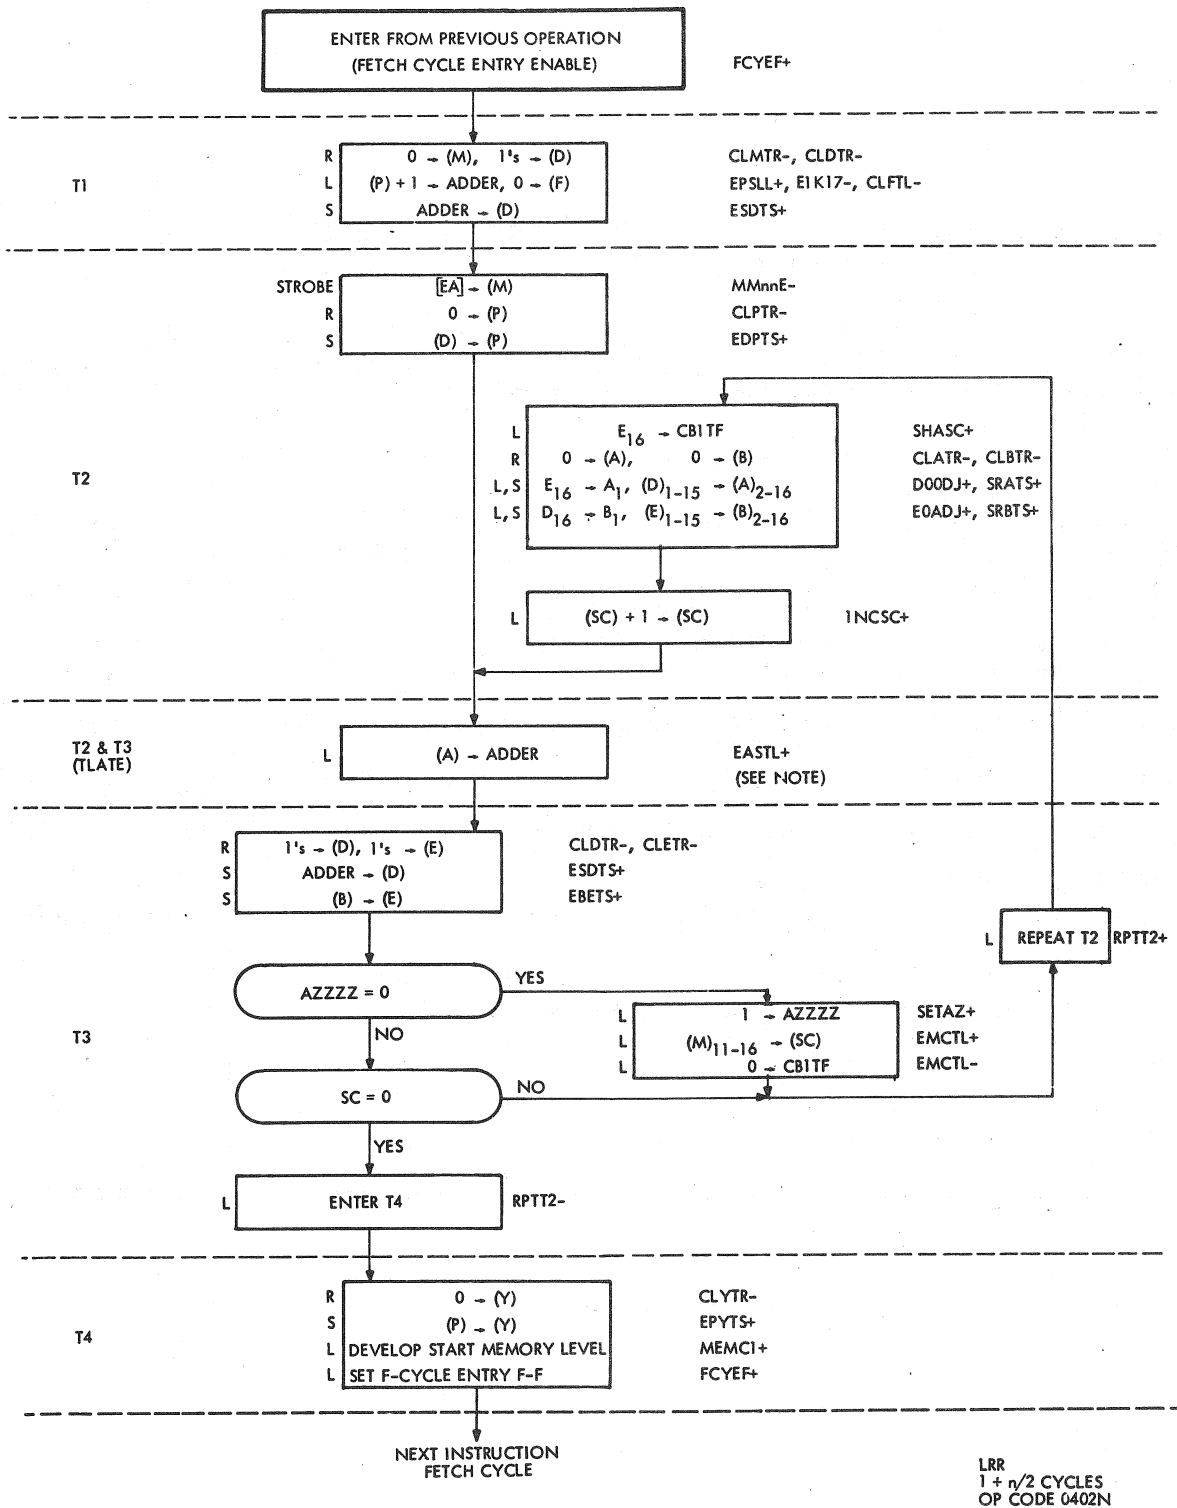 ENTER FROM PREVIOUS OPERATION
(FETCH CYCLE ENTRY ENABLE)
FCYEF+
T1
R 0 → (M), 1's → (D) CLMTR-, CLDTR-
L (P) + 1 → ADDER, 0 → (F) EPSLL+, E1K17-, CLFTL-
S ADDER → (D) ESDTS+
STROBE [EA] → (M) MMnnE-
R 0 → (P) CLPTR-
S (D) → (P) EDPTS+
T2
L E16 → CB1TF SHASC+
R 0 → (A), 0 → (B) CLATR-, CLBTR-
L, S E16 → A1, (D)1-15 → (A)2-16 D00DJ+, SRATS+
L, S D16 → B1, (E)1-15 → (B)2-16 E0ADJ+, SRBTS+
L (SC) + 1 → (SC) 1NCSC+
T2 & T3
(TLATE)
L (A) → ADDER EASTL+
(SEE NOTE)
R 1's → (D), 1's → (E) CLDTR-, CLETR-
S ADDER → (D) ESDTS+
S (B) → (E) EBETS+
L REPEAT T2 RPTT2+
AZZZZ = 0
YES
T3
L 1 → AZZZZ SETAZ+
L (M)11-16 → (SC) EMCTL+
L 0 → CB1TF EMCTL-
NO
SC = 0
NO
YES
L ENTER T4 RPTT2-
T4
R 0 → (Y) CLYTR-
S (P) → (Y) EPYTS+
L DEVELOP START MEMORY LEVEL MEMC1+
L SET F-CYCLE ENTRY F-F FCYEF+
NEXT INSTRUCTION
FETCH CYCLE
LRR
1 + n/2 CYCLES
OP CODE 0402N